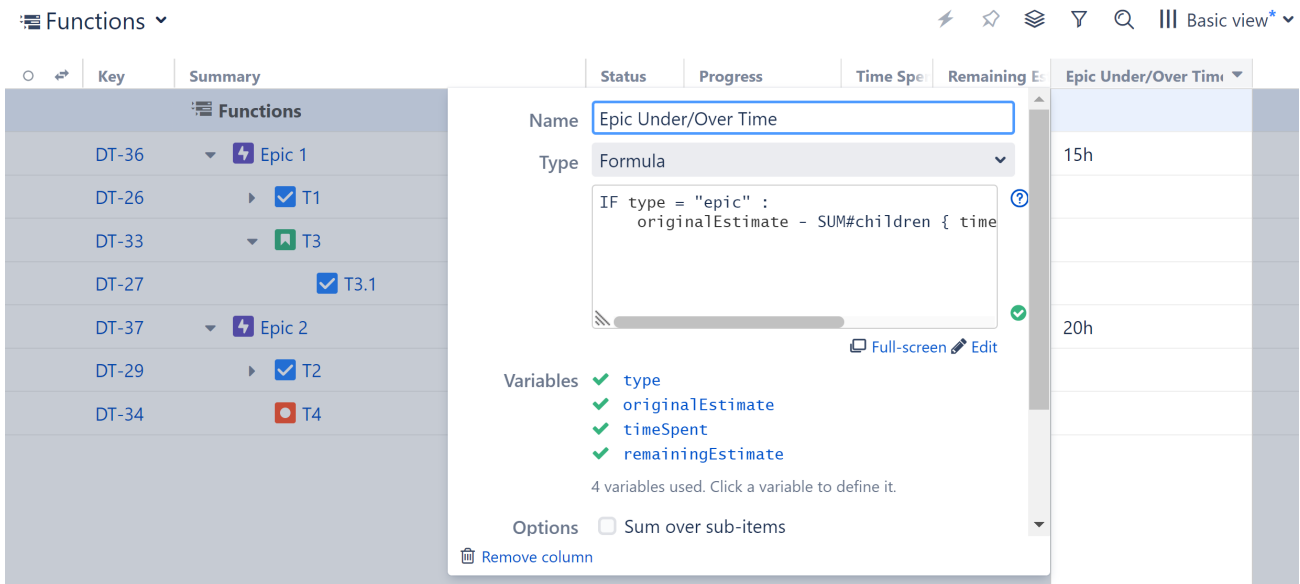 Functions
Basic view*
Key Summary Status Progress Time Spe Remaining Es Epic Under/Over Time
Functions
Name Epic Under/Over Time
DT-36 Epic 1 15h
Type Formula
DT-26 T1
IF type = "epic" :
originalEstimate - SUM#children { time
DT-33 T3
DT-27 T3.1
DT-37 Epic 2 20h
Full-screen Edit
DT-29 T2
Variables type
originalEstimate
DT-34 T4
timeSpent
remainingEstimate
4 variables used. Click a variable to define it.
Options Sum over sub-items
Remove column